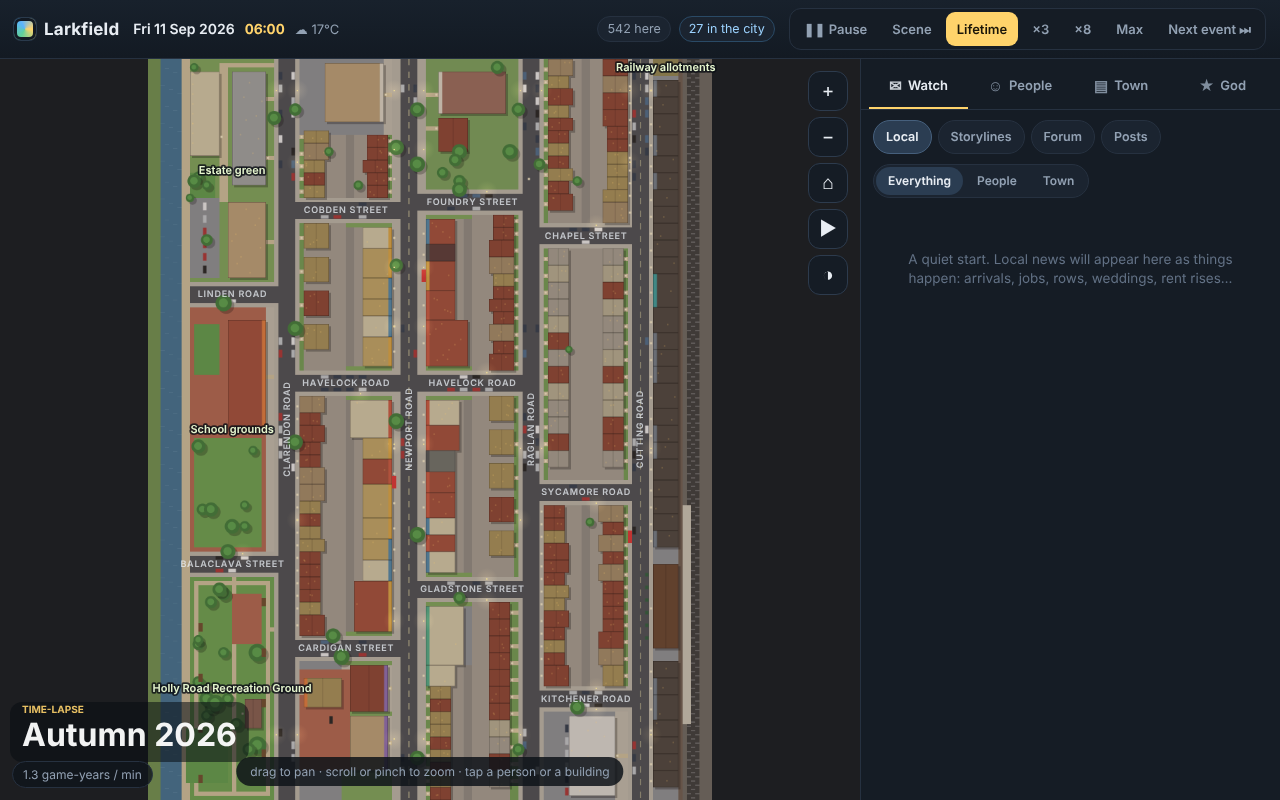 Larkfield Fri 11 Sep 2026 06:00 17°C
542 here 27 in the city
Pause Scene Lifetime ×3 ×8 Max Next event
Watch People Town God
Local Storylines Forum Posts
Everything People Town
A quiet start. Local news will appear here as things
happen: arrivals, jobs, rows, weddings, rent rises…
Railway allotments
Estate green
COBDEN STREET
FOUNDRY STREET
CHAPEL STREET
LINDEN ROAD
HAVELOCK ROAD
HAVELOCK ROAD
CLARENDON ROAD
NEWPORT ROAD
RAGLAN ROAD
CUTTING ROAD
School grounds
SYCAMORE ROAD
BALACLAVA STREET
GLADSTONE STREET
CARDIGAN STREET
Holly Road Recreation Ground
KITCHENER ROAD
TIME-LAPSE
Autumn 2026
1.3 game-years / min
drag to pan · scroll or pinch to zoom · tap a person or a building